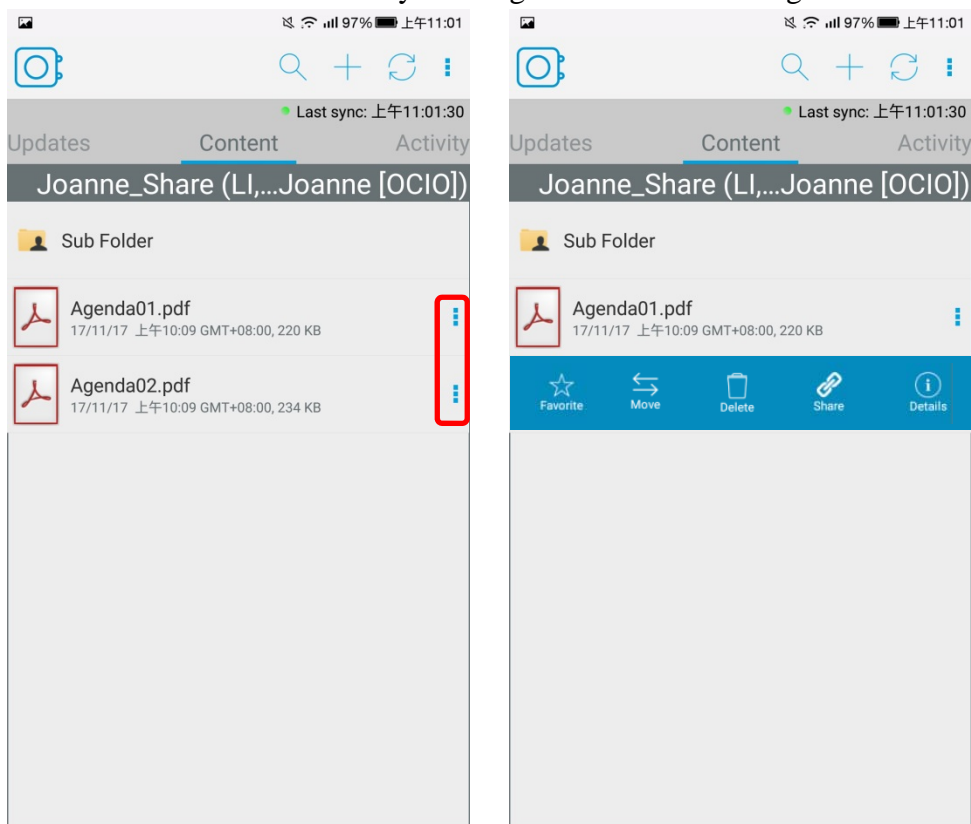 97% 上午11:01
Last sync: 上午11:01:30
Updates Content Activity
Joanne_Share (LI,...Joanne [OCIO])
Sub Folder
Agenda01.pdf
17/11/17 上午10:09 GMT+08:00, 220 KB
Agenda02.pdf
17/11/17 上午10:09 GMT+08:00, 234 KB
97% 上午11:01
Last sync: 上午11:01:30
Updates Content Activity
Joanne_Share (LI,...Joanne [OCIO])
Sub Folder
Agenda01.pdf
17/11/17 上午10:09 GMT+08:00, 220 KB
Favorite Move Delete Share Details